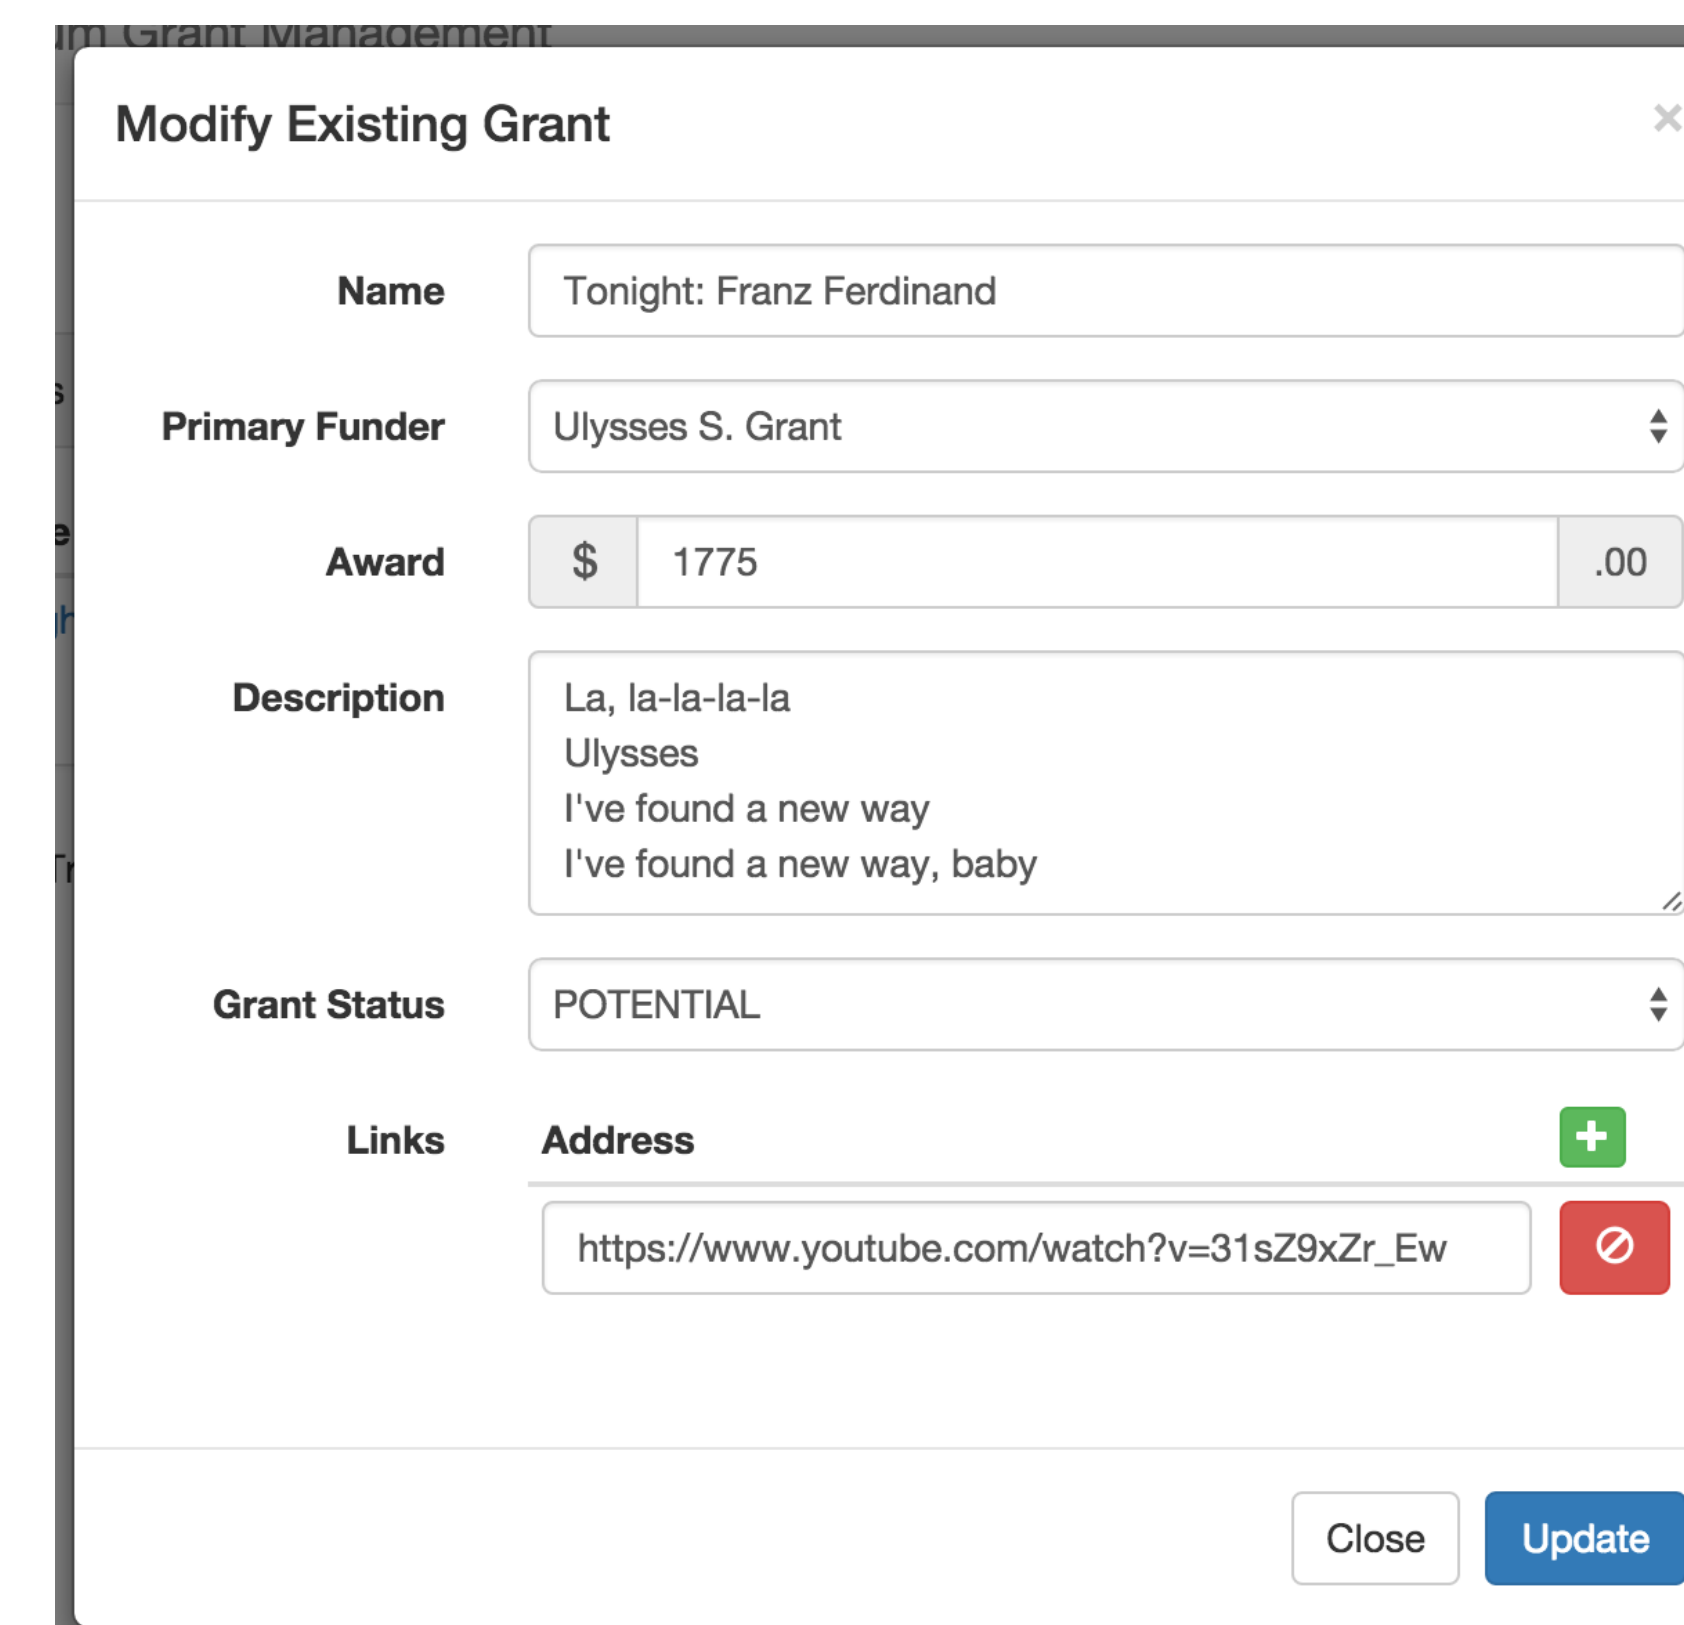 Grant Management
Modify Existing Grant
×
Name
Tonight: Franz Ferdinand
Primary Funder
Ulysses S. Grant
Award
$
1775
.00
Description
La, la-la-la-la
Ulysses
I've found a new way
I've found a new way, baby
Grant Status
POTENTIAL
Links
Address
https://www.youtube.com/watch?v=31sZ9xZr_Ew
Close
Update